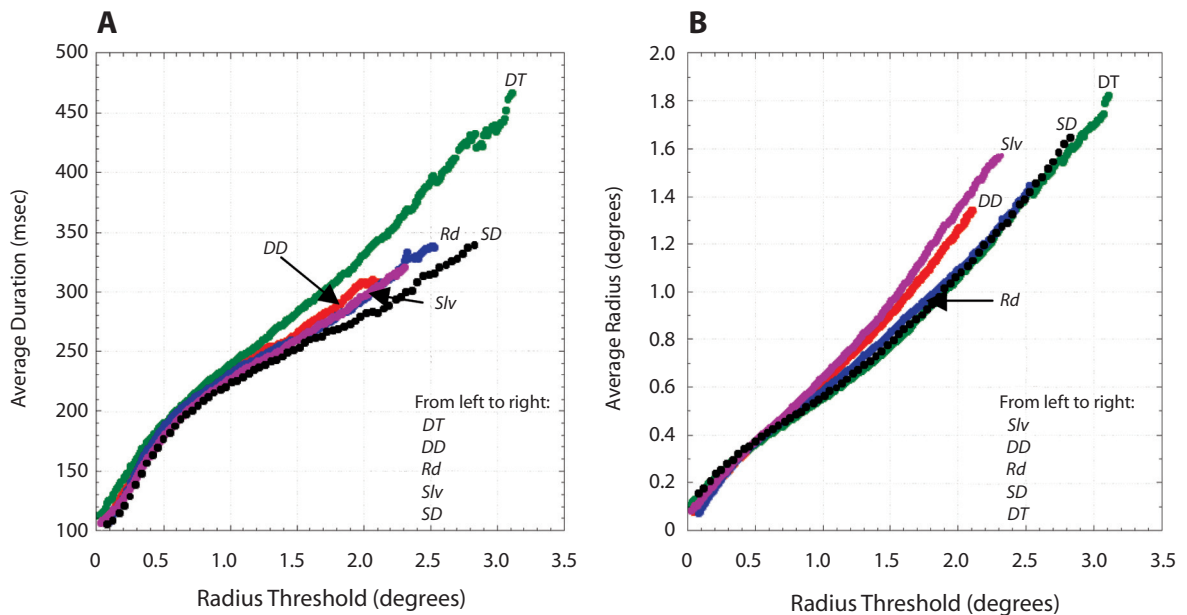 A
500
450
400
350
300
250
200
150
100
Average Duration (msec)
DT
DD
Rd
SD
Slv
From left to right:
DT
DD
Rd
Slv
SD
0 0.5 1.0 1.5 2.0 2.5 3.0 3.5
Radius Threshold (degrees)
B
2.0
1.8
1.6
1.4
1.2
1.0
0.8
0.6
0.4
0.2
0
Average Radius (degrees)
DT
SD
Slv
DD
Rd
From left to right:
Slv
DD
Rd
SD
DT
0 0.5 1.0 1.5 2.0 2.5 3.0 3.5
Radius Threshold (degrees)